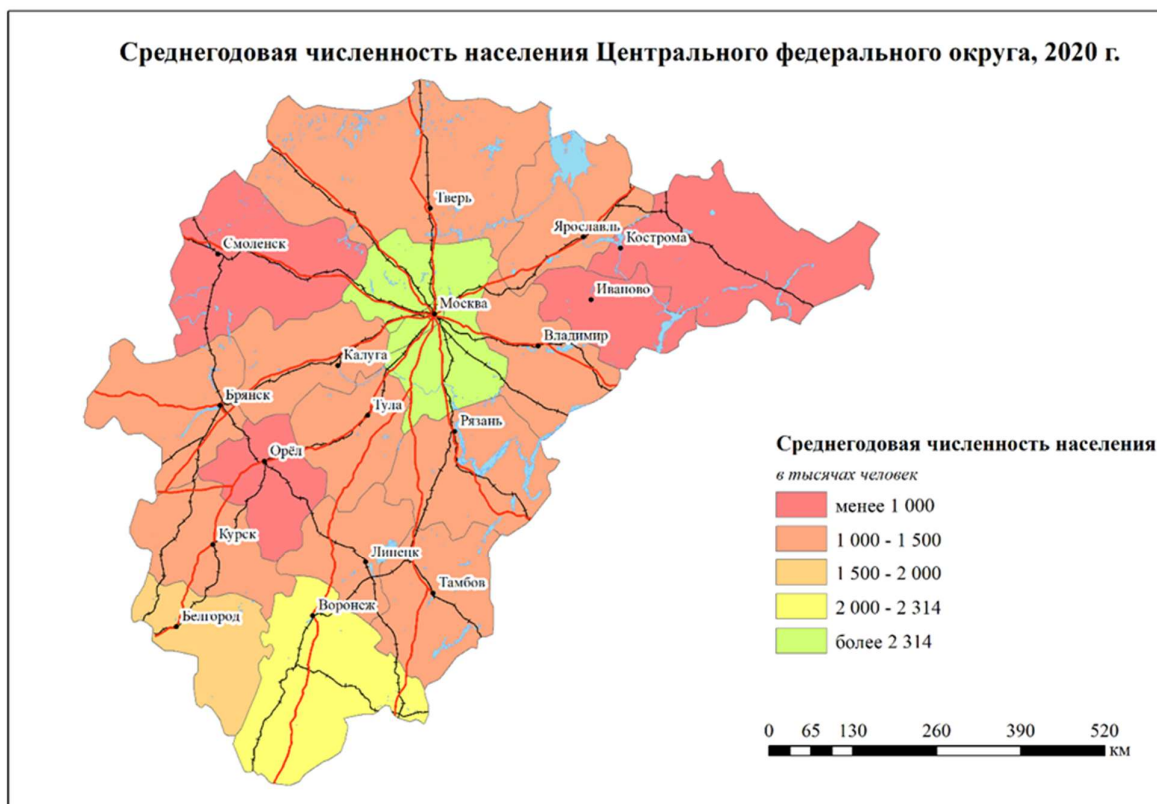 Среднегодовая численность населения Центрального федерального округа, 2020 г.
Тверь
Ярославль
Кострома
Смоленск
Иваново
Москва
Владимир
Калуга
Брянск
Тула
Рязань
Орёл
Курск
Липецк
Тамбов
Воронеж
Белгород
Среднегодовая численность населения
в тысячах человек
менее 1 000
1 000 - 1 500
1 500 - 2 000
2 000 - 2 314
более 2 314
0 65 130 260 390 520
км